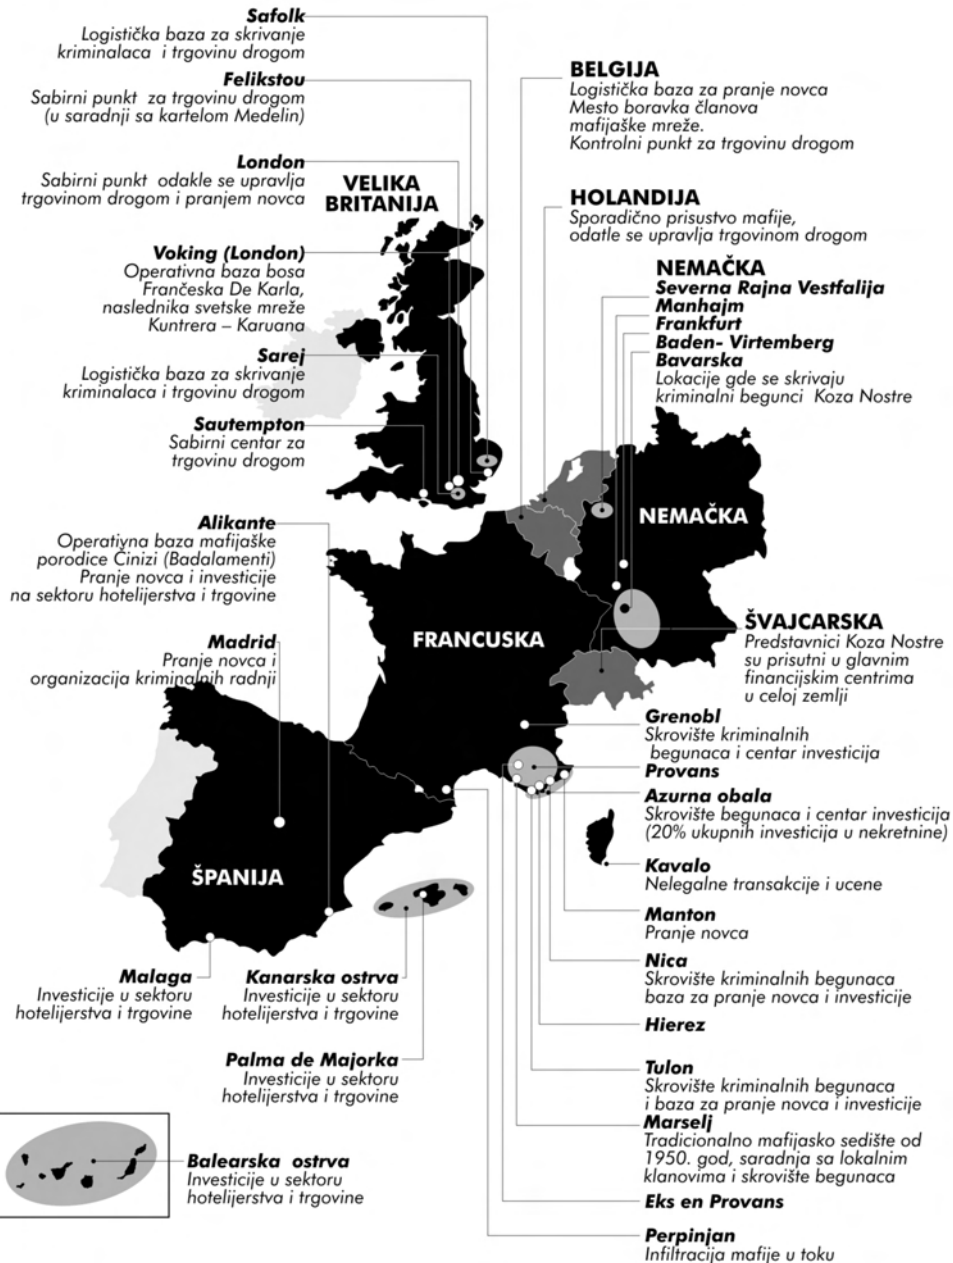 Safolk
Logistička baza za skrivanje
kriminalaca i trgovinu drogom
Felikstou
Sabirni punkt za trgovinu drogom
(u saradnji sa kartelom Medelin)
London
Sabirni punkt odakle se upravlja
trgovinom drogom i pranjem novca
Voking (London)
Operativna baza bosa
Frančeska De Karla,
naslednika svetske mreže
Kuntrera – Karuana
Sarej
Logistička baza za skrivanje
kriminalaca i trgovinu drogom
Sautempton
Sabirni centar za
trgovinu drogom
VELIKA
BRITANIJA
BELGIJA
Logistička baza za pranje novca
Mesto boravka članova
mafijaške mreže.
Kontrolni punkt za trgovinu drogom
HOLANDIJA
Sporadično prisustvo mafije,
odatle se upravlja trgovinom drogom
NEMAČKA
Severna Rajna Vestfalija
Manhajm
Frankfurt
Baden- Virtemberg
Bavarska
Lokacije gde se skrivaju
kriminalni begunci Koza Nostre
NEMAČKA
Alikante
Operativna baza mafijaške
porodice Činizi (Badalamenti)
Pranje novca i investicije
na sektoru hotelijerstva i trgovine
Madrid
Pranje novca i
organizacija kriminalnih radnji
FRANCUSKA
ŠVAJCARSKA
Predstavnici Koza Nostre
su prisutni u glavnim
financijskim centrima
u celoj zemlji
Grenobl
Skrovište kriminalnih
begunaca i centar investicija
Provans
Azurna obala
Skrovište begunaca i centar investicija
(20% ukupnih investicija u nekretnine)
Kavalo
Nelegalne transakcije i ucene
Manton
Pranje novca
Nica
Skrovište kriminalnih begunaca
baza za pranje novca i investicije
Hierez
Tulon
Skrovište kriminalnih begunaca
i baza za pranje novca i investicije
Marselj
Tradicionalno mafijasko sedište od
1950. god, saradnja sa lokalnim
klanovima i skrovište begunaca
Eks en Provans
Perpinjan
Infiltracija mafije u toku
ŠPANIJA
Malaga
Investicije u sektoru
hotelijerstva i trgovine
Kanarska ostrva
Investicije u sektoru
hotelijerstva i trgovine
Palma de Majorka
Investicije u sektoru
hotelijerstva i trgovine
Balearska ostrva
Investicije u sektoru
hotelijerstva i trgovine